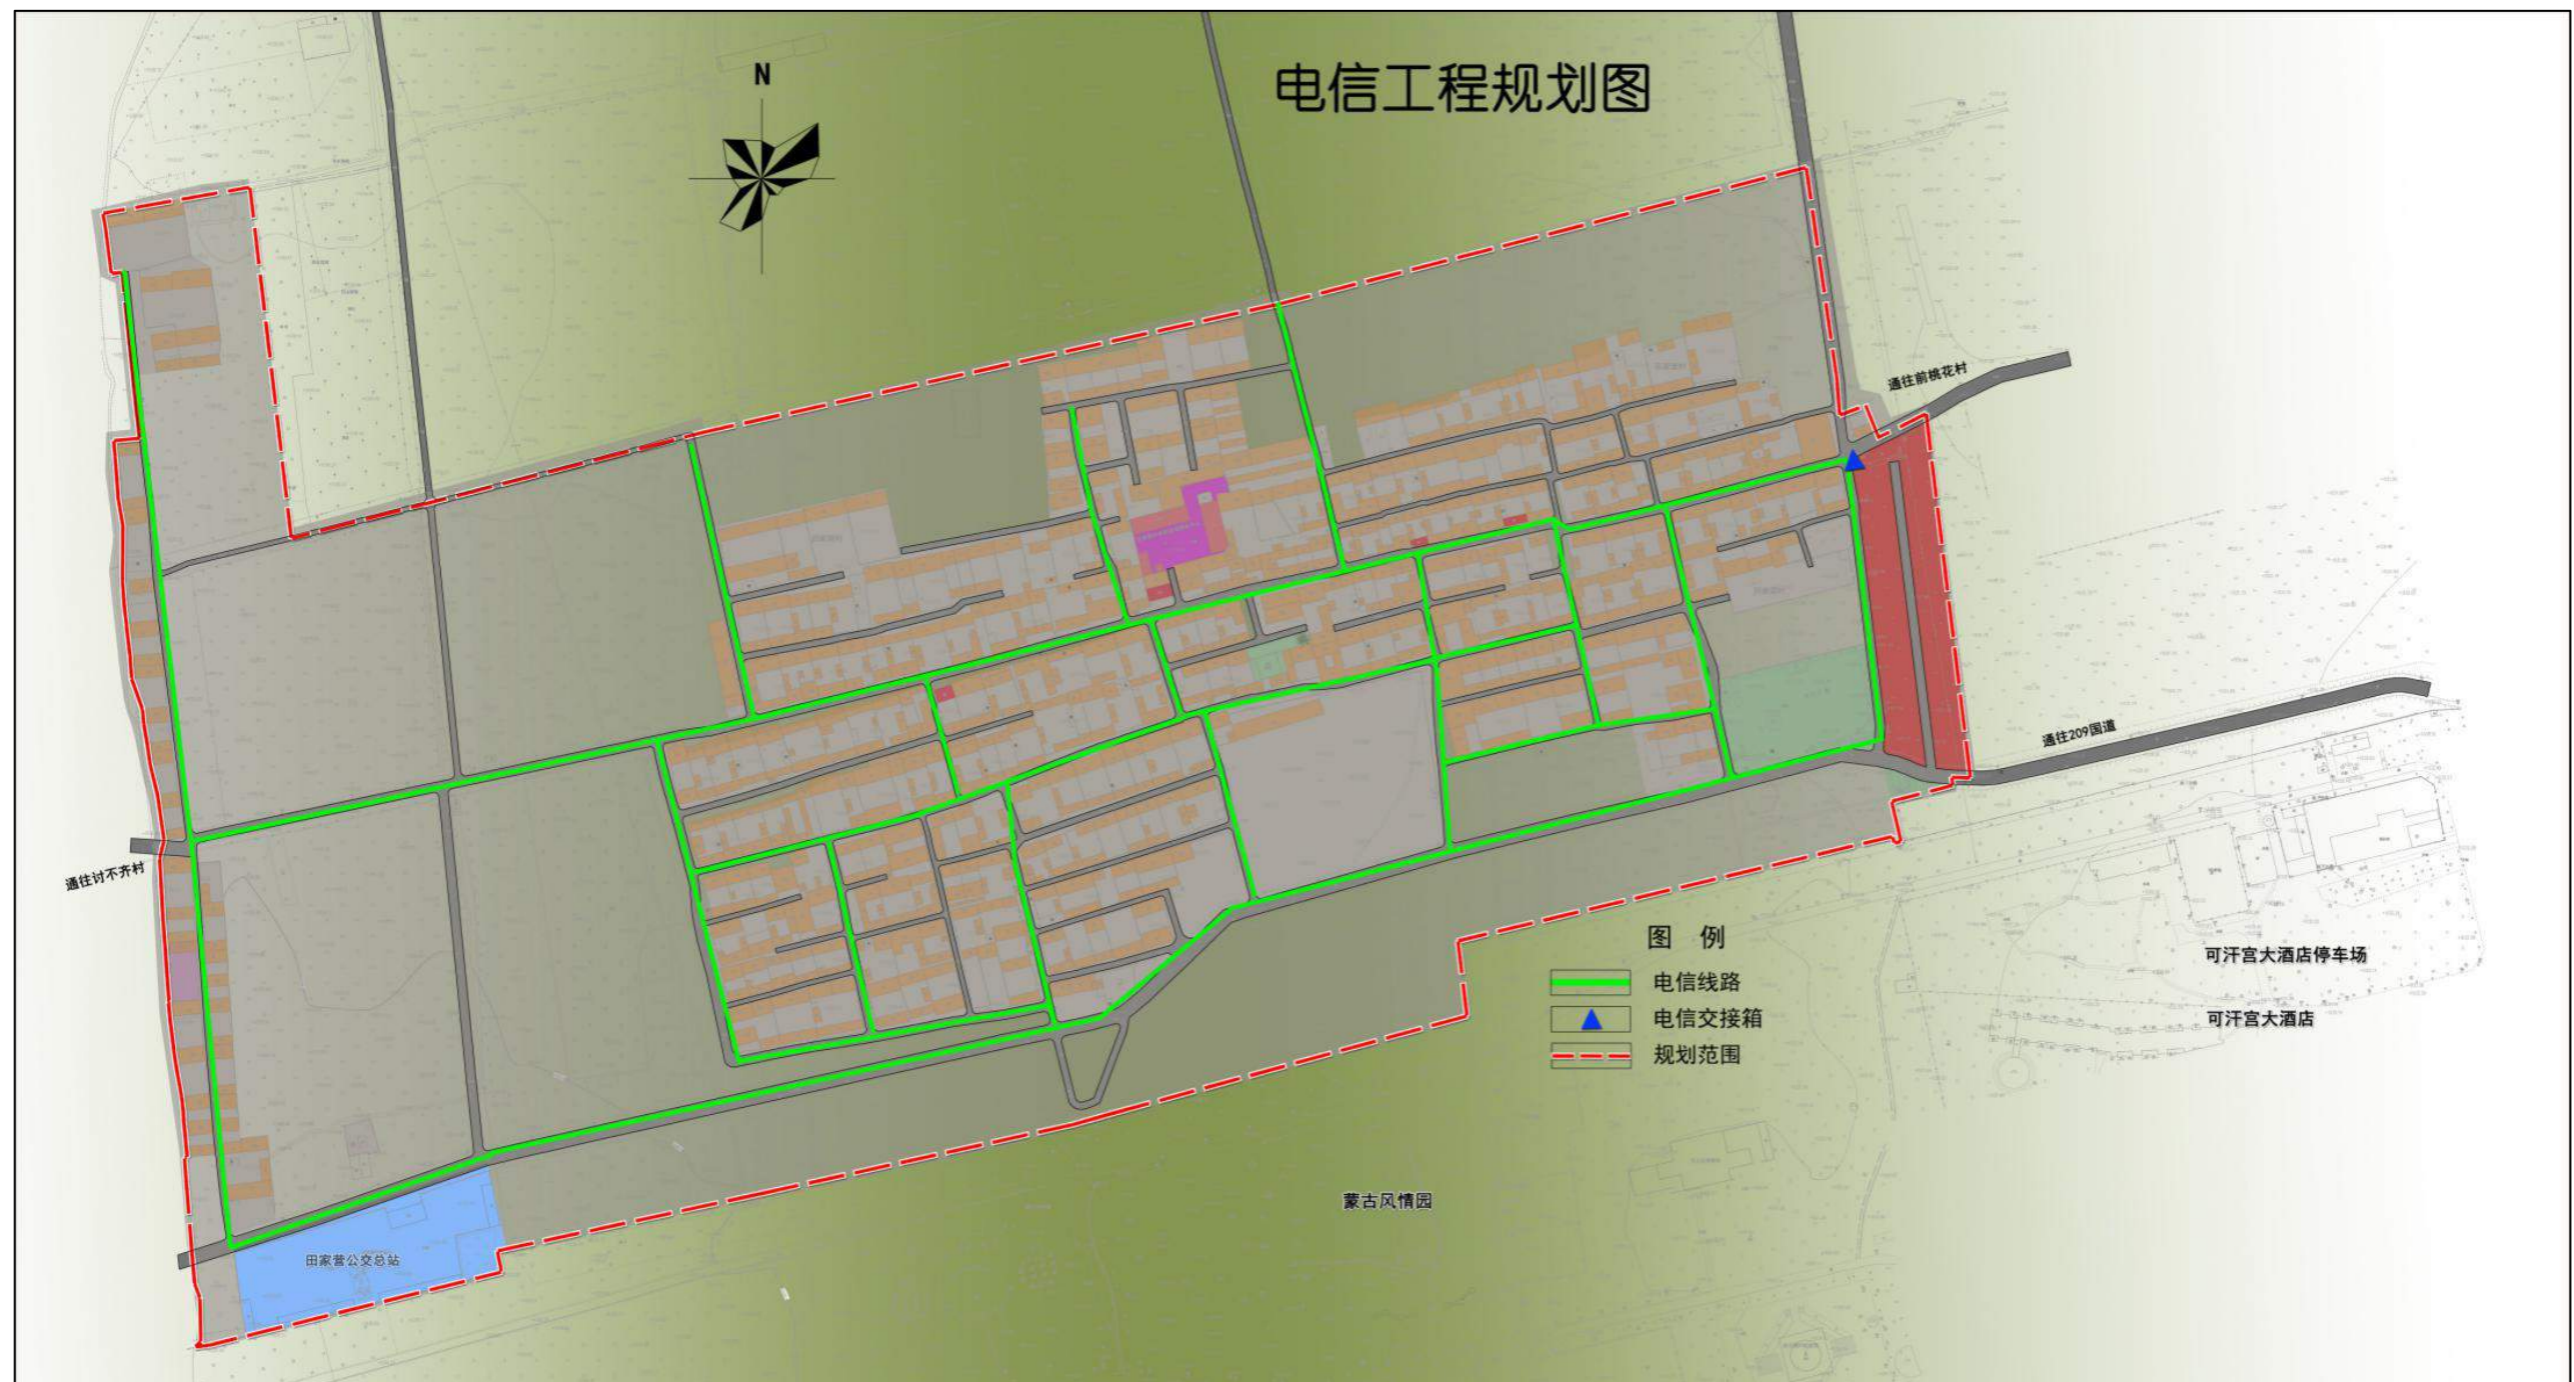 电信工程规划图
N
通往前桃花村
通往209国道
通往讨不齐村
图 例
电信线路
电信交接箱
规划范围
可汗宫大酒店停车场
可汗宫大酒店
蒙古风情园
田家营公交总站